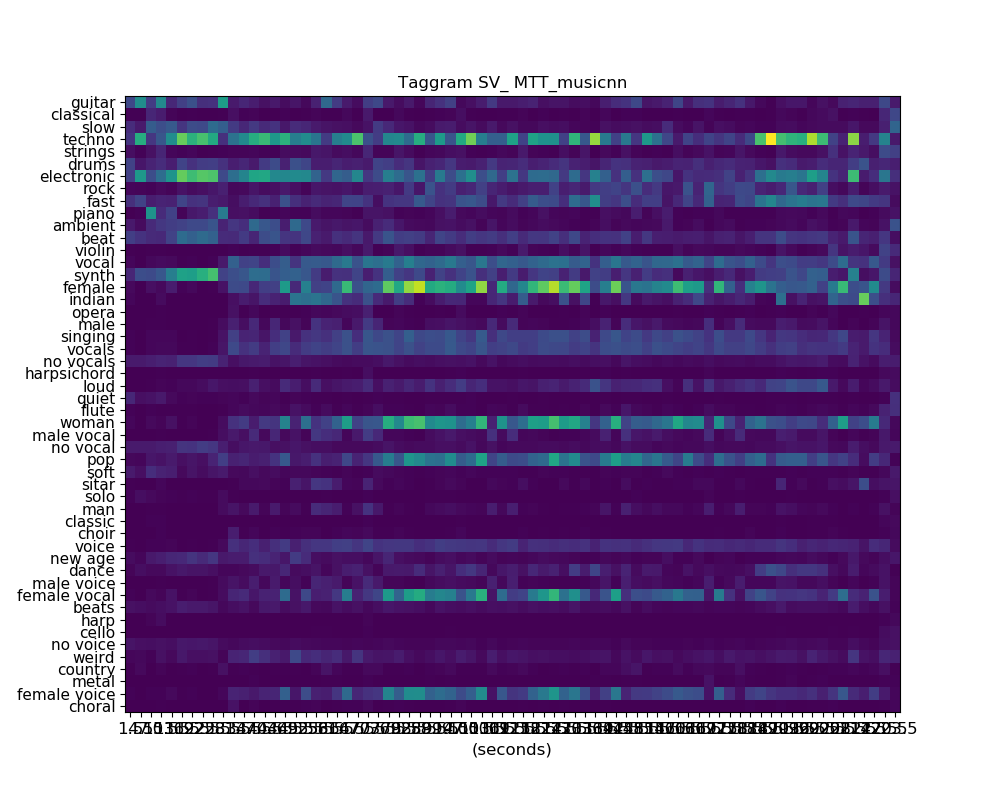 Taggram SV_ MTT_musicnn
guitar
classical
slow
techno
strings
drums
electronic
rock
fast
piano
ambient
beat
violin
vocal
synth
female
indian
opera
male
singing
vocals
no vocals
harpsichord
loud
quiet
flute
woman
male vocal
no vocal
pop
soft
sitar
solo
man
classic
choir
voice
new age
dance
male voice
female vocal
beats
harp
cello
no voice
weird
country
metal
female voice
choral
(seconds)